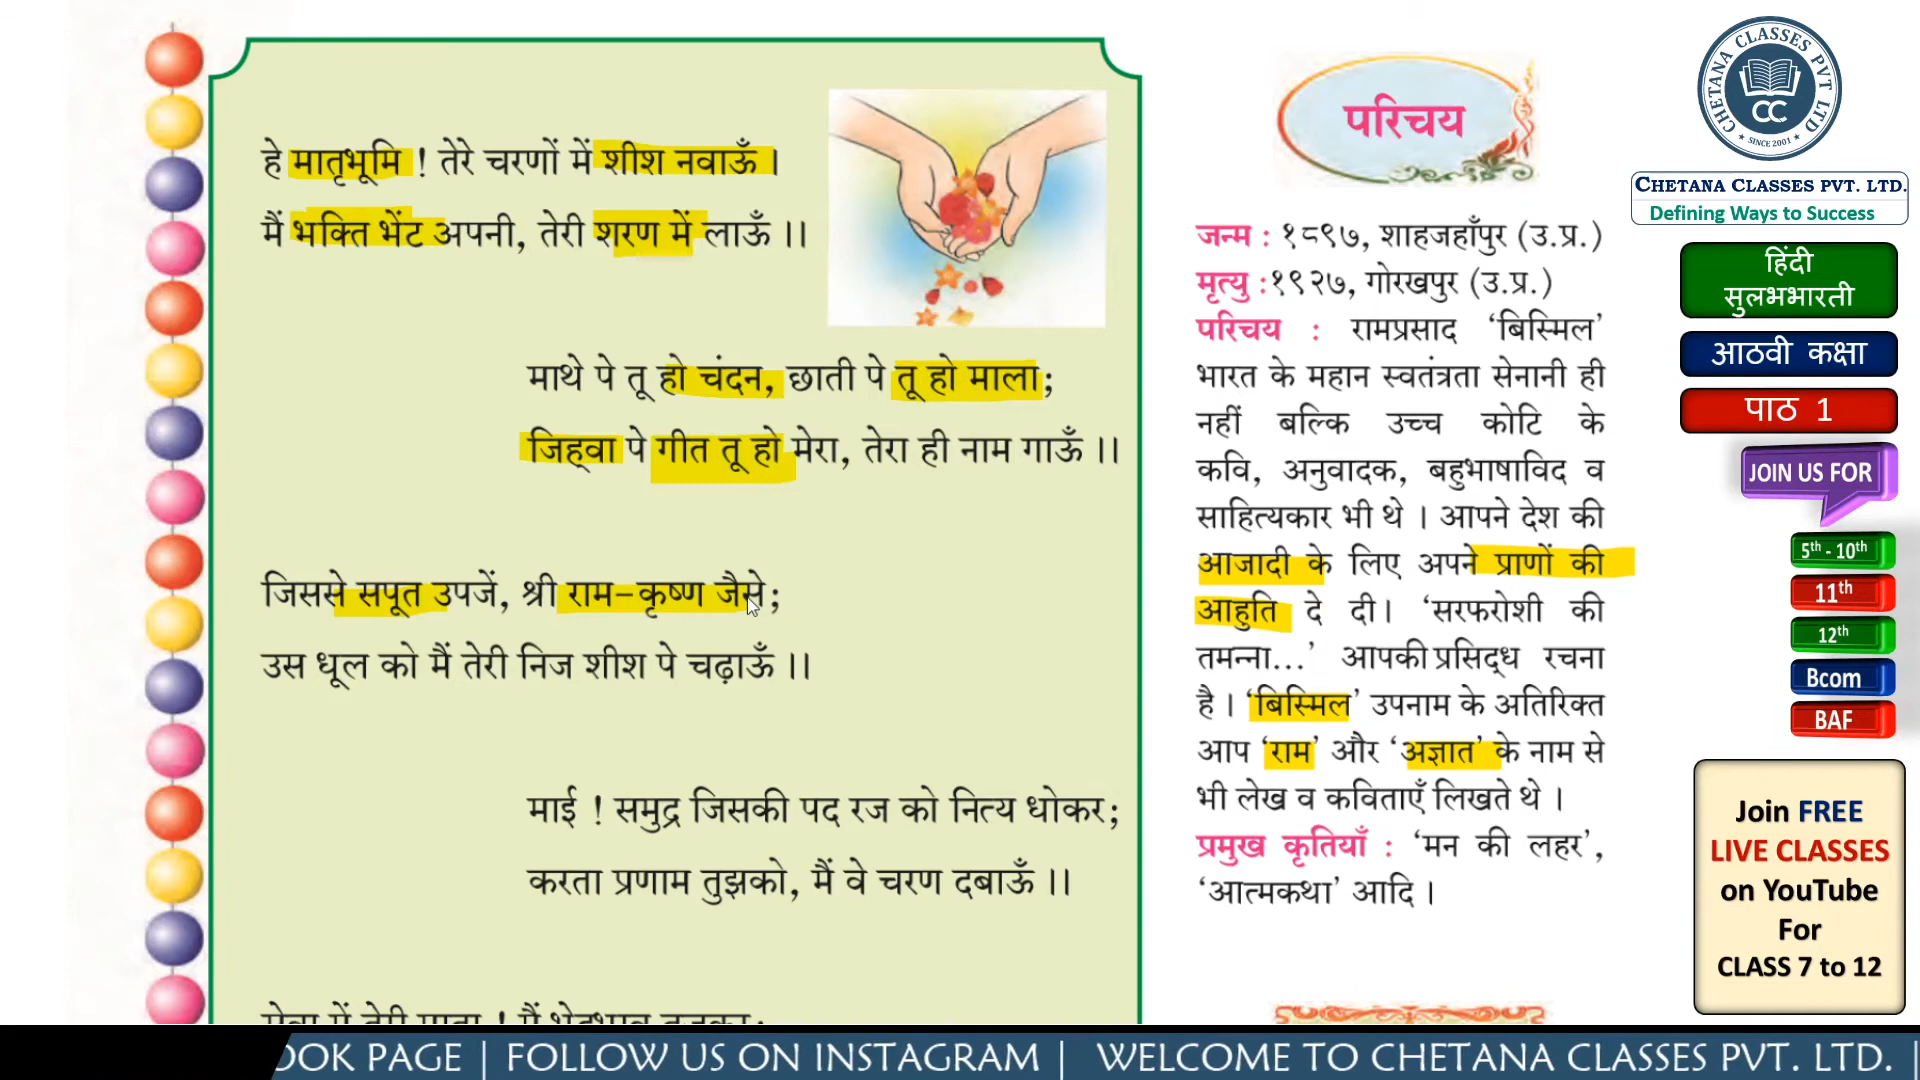 हे मातृभूमि ! तेरे चरणों में शीश नवाऊँ ।
मैं भक्ति भेंट अपनी, तेरी शरण में लाऊँ ।।
माथे पे तू हो चंदन, छाती पे तू हो माला;
जिह्वा पे गीत तू हो मेरा, तेरा ही नाम गाऊँ ।।
जिससे सपूत उपजें, श्री राम-कृष्ण जैसे;
उस धूल को मैं तेरी निज शीश पे चढ़ाऊँ ।।
माई ! समुद्र जिसकी पद रज को नित्य धोकर;
करता प्रणाम तुझको, मैं वे चरण दबाऊँ ।।
परिचय
जन्म : १८९७, शाहजहाँपुर (उ.प्र.)
मृत्यु :१९२७, गोरखपुर (उ.प्र.)
परिचय : रामप्रसाद ‘बिस्मिल’
भारत के महान स्वतंत्रता सेनानी ही
नहीं बल्कि उच्च कोटि के
कवि, अनुवादक, बहुभाषाविद व
साहित्यकार भी थे । आपने देश की
आजादी के लिए अपने प्राणों की
आहुति दे दी। ‘सरफरोशी की
तमन्ना...’ आपकी प्रसिद्ध रचना
है । ‘बिस्मिल’ उपनाम के अतिरिक्त
आप ‘राम’ और ‘अज्ञात’ के नाम से
भी लेख व कविताएँ लिखते थे ।
प्रमुख कृतियाँ : ‘मन की लहर’,
‘आत्मकथा’ आदि ।
CHETANA CLASSES PVT LTD
CC
SINCE 2001
CHETANA CLASSES PVT. LTD.
Defining Ways to Success
हिंदी
सुलभभारती
आठवी कक्षा
पाठ 1
JOIN US FOR
5th - 10th
11th
12th
Bcom
BAF
Join FREE
LIVE CLASSES
on YouTube
For
CLASS 7 to 12
OOK PAGE | FOLLOW US ON INSTAGRAM | WELCOME TO CHETANA CLASSES PVT. LTD. |